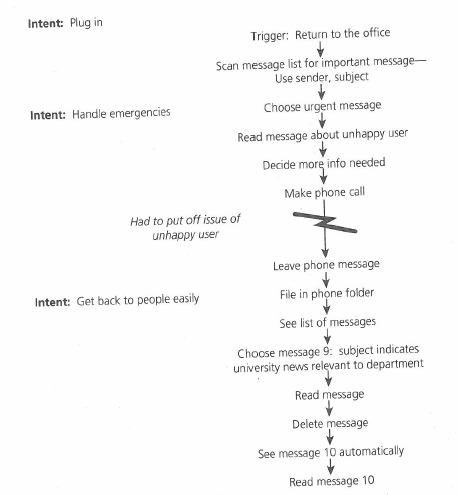 Intent: Plug in
Trigger: Return to the office
Scan message list for important message—
Use sender, subject
Choose urgent message
Intent: Handle emergencies
Read message about unhappy user
Decide more info needed
Make phone call
Had to put off issue of
unhappy user
Leave phone message
File in phone folder
Intent: Get back to people easily
See list of messages
Choose message 9: subject indicates
university news relevant to department
Read message
Delete message
See message 10 automatically
Read message 10